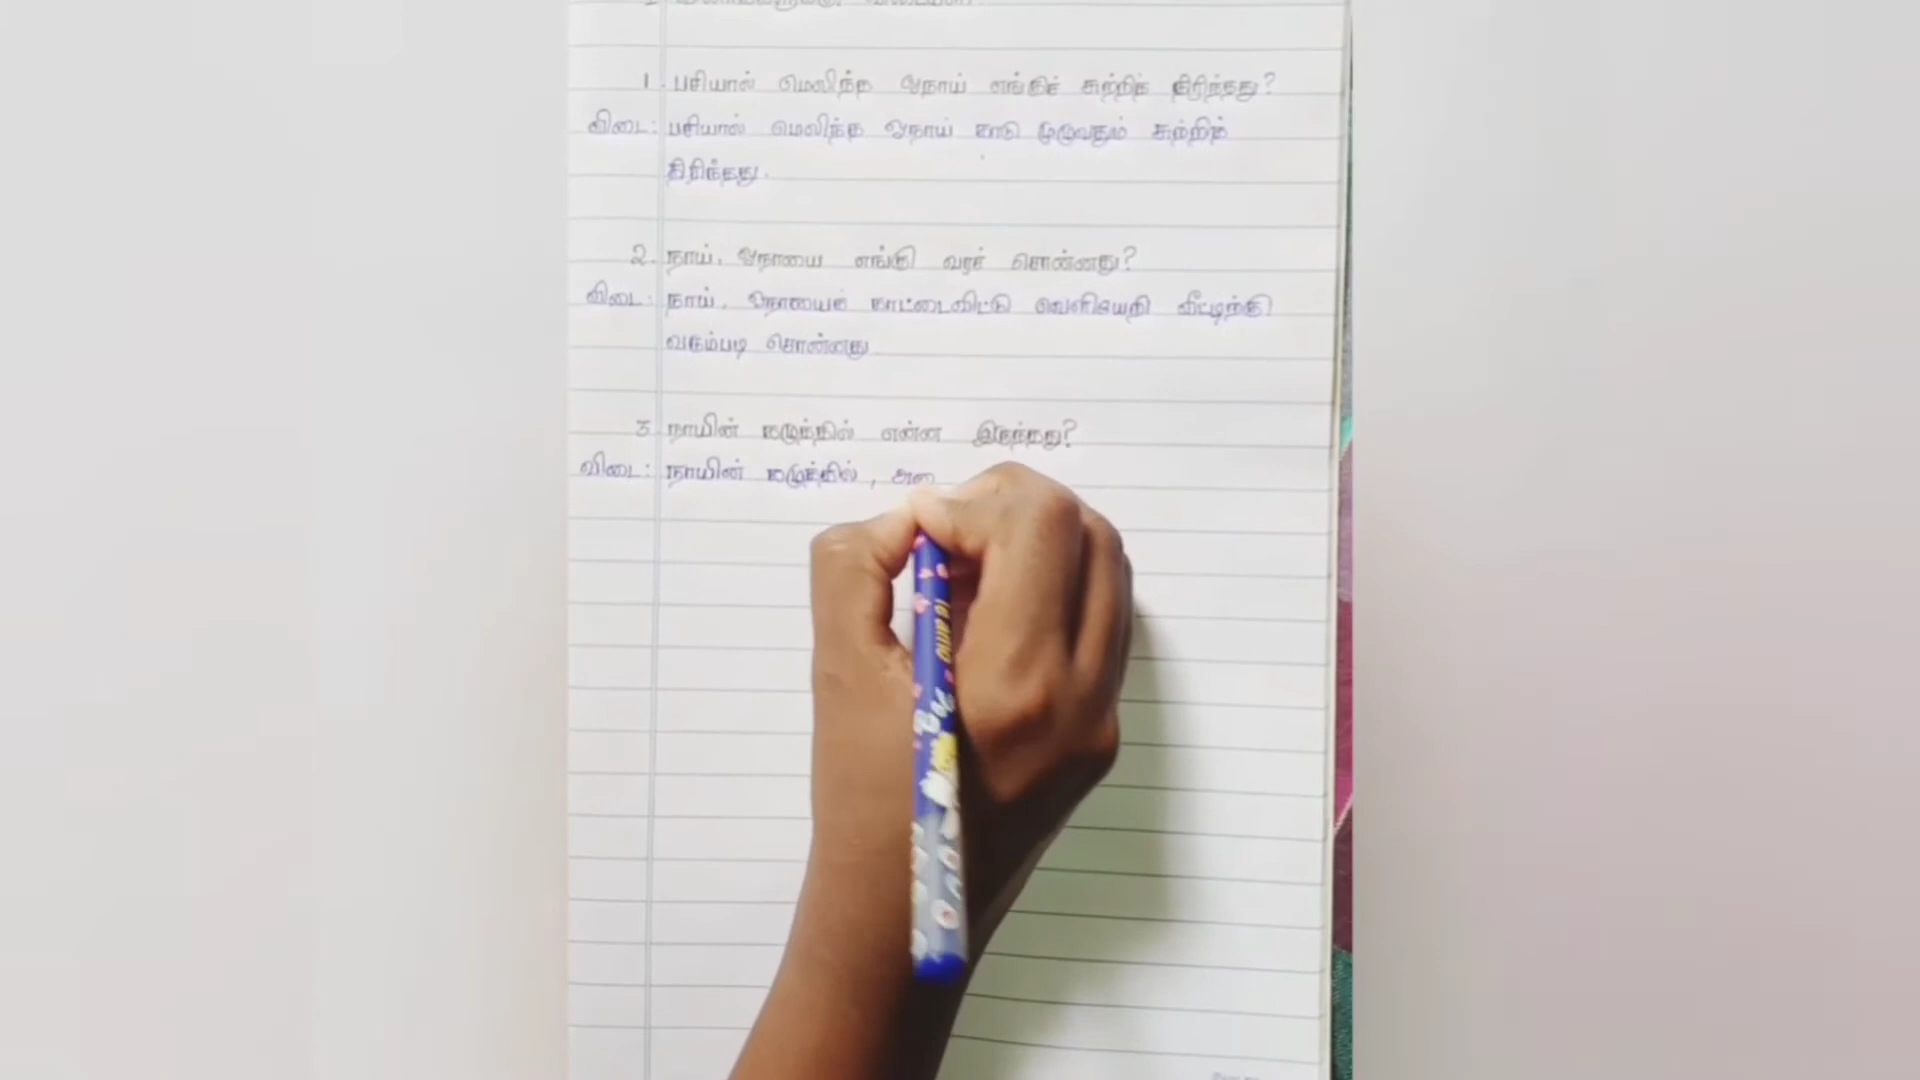 1. பசியால் மெலிந்த ஓநாய் எங்குச் சுற்றித் திரிந்தது?
விடை: பசியால் மெலிந்த ஓநாய் காடு முழுவதும் சுற்றித்
திரிந்தது.
2. நாய், ஓநாயை எங்கு வரச் சொன்னது?
விடை: நாய், ஓநாயைக் காட்டைவிட்டு வெளியேறி வீட்டிற்கு
வரும்படி சொன்னது
3 நாயின் கழுத்தில் என்ன இருந்தது?
விடை: நாயின் கழுத்தில், அடை